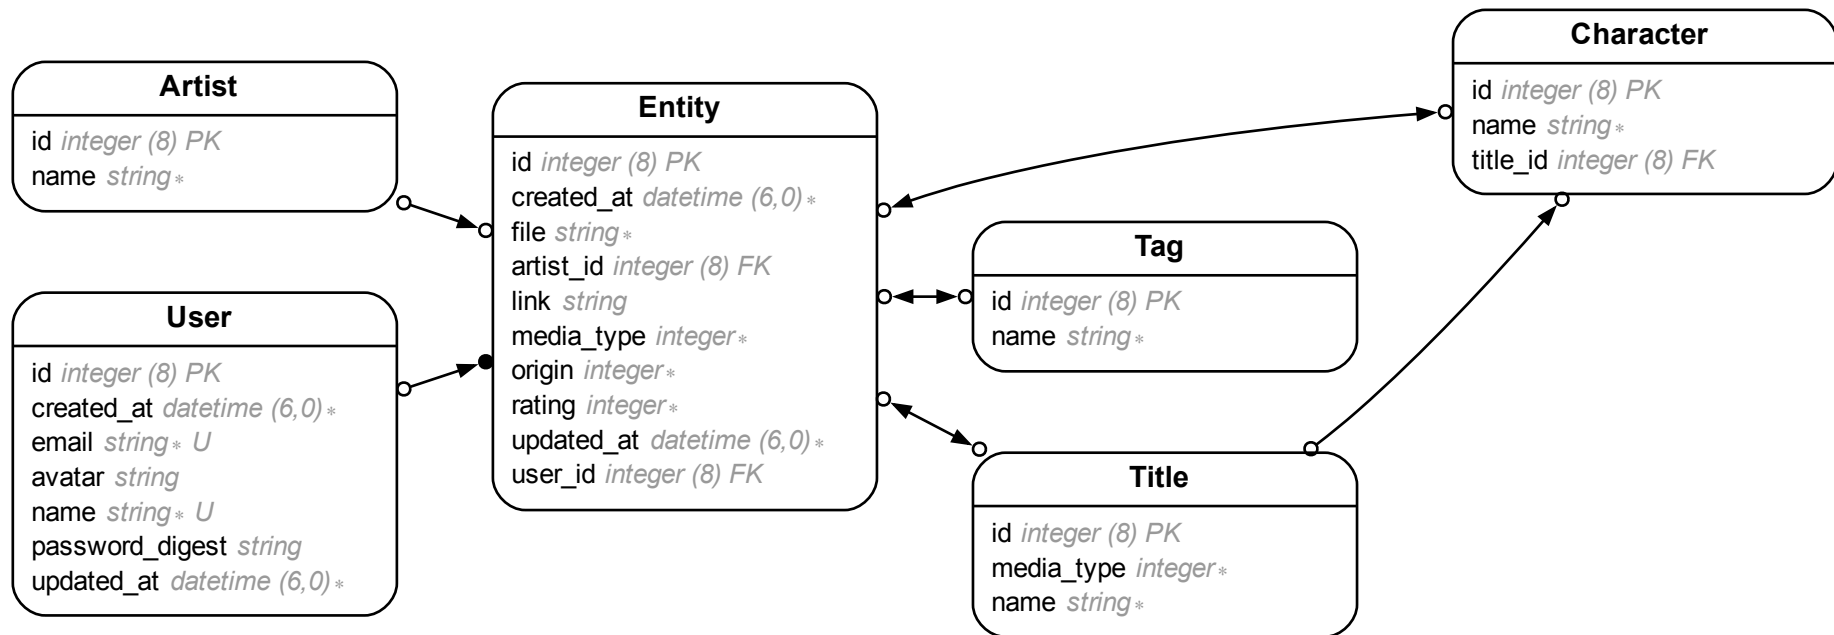 Artist
id integer (8) PK
name string *
User
id integer (8) PK
created_at datetime (6,0) *
email string * U
avatar string
name string * U
password_digest string
updated_at datetime (6,0) *
Entity
id integer (8) PK
created_at datetime (6,0) *
file string *
artist_id integer (8) FK
link string
media_type integer *
origin integer *
rating integer *
updated_at datetime (6,0) *
user_id integer (8) FK
Tag
id integer (8) PK
name string *
Title
id integer (8) PK
media_type integer *
name string *
Character
id integer (8) PK
name string *
title_id integer (8) FK